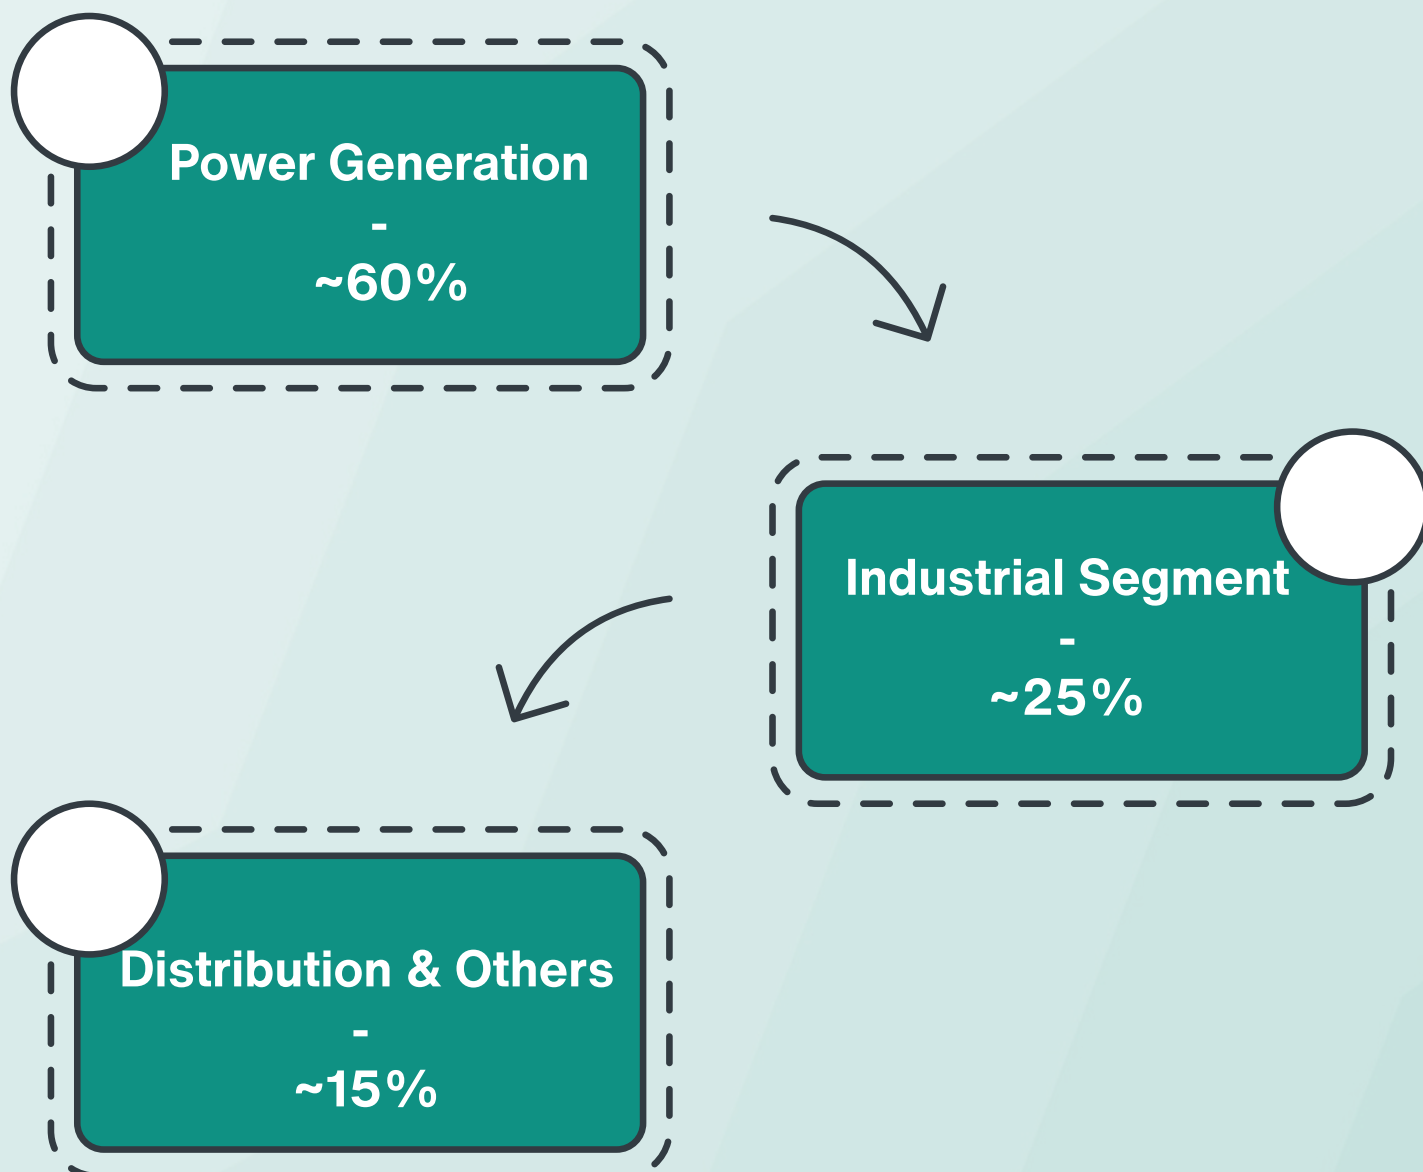 Power Generation
-
~60%
Industrial Segment
-
~25%
Distribution & Others
-
~15%